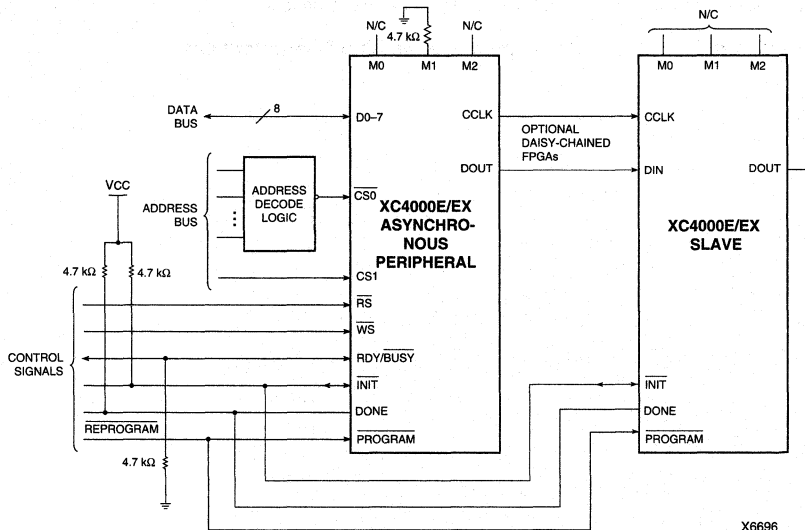 N/C
4.7 kΩ
N/C
N/C
M0 M1 M2
M0 M1 M2
DATA
BUS
8
D0–7
CCLK
CCLK
OPTIONAL
DAISY-CHAINED
FPGAs
DOUT
DIN
DOUT
VCC
ADDRESS
BUS
ADDRESS
DECODE
LOGIC
CS0
XC4000E/EX
ASYNCHRO-
NOUS
PERIPHERAL
XC4000E/EX
SLAVE
4.7 kΩ
4.7 kΩ
CS1
RS
WS
CONTROL
SIGNALS
RDY/BUSY
INIT
INIT
DONE
DONE
REPROGRAM
PROGRAM
PROGRAM
4.7 kΩ
X6696